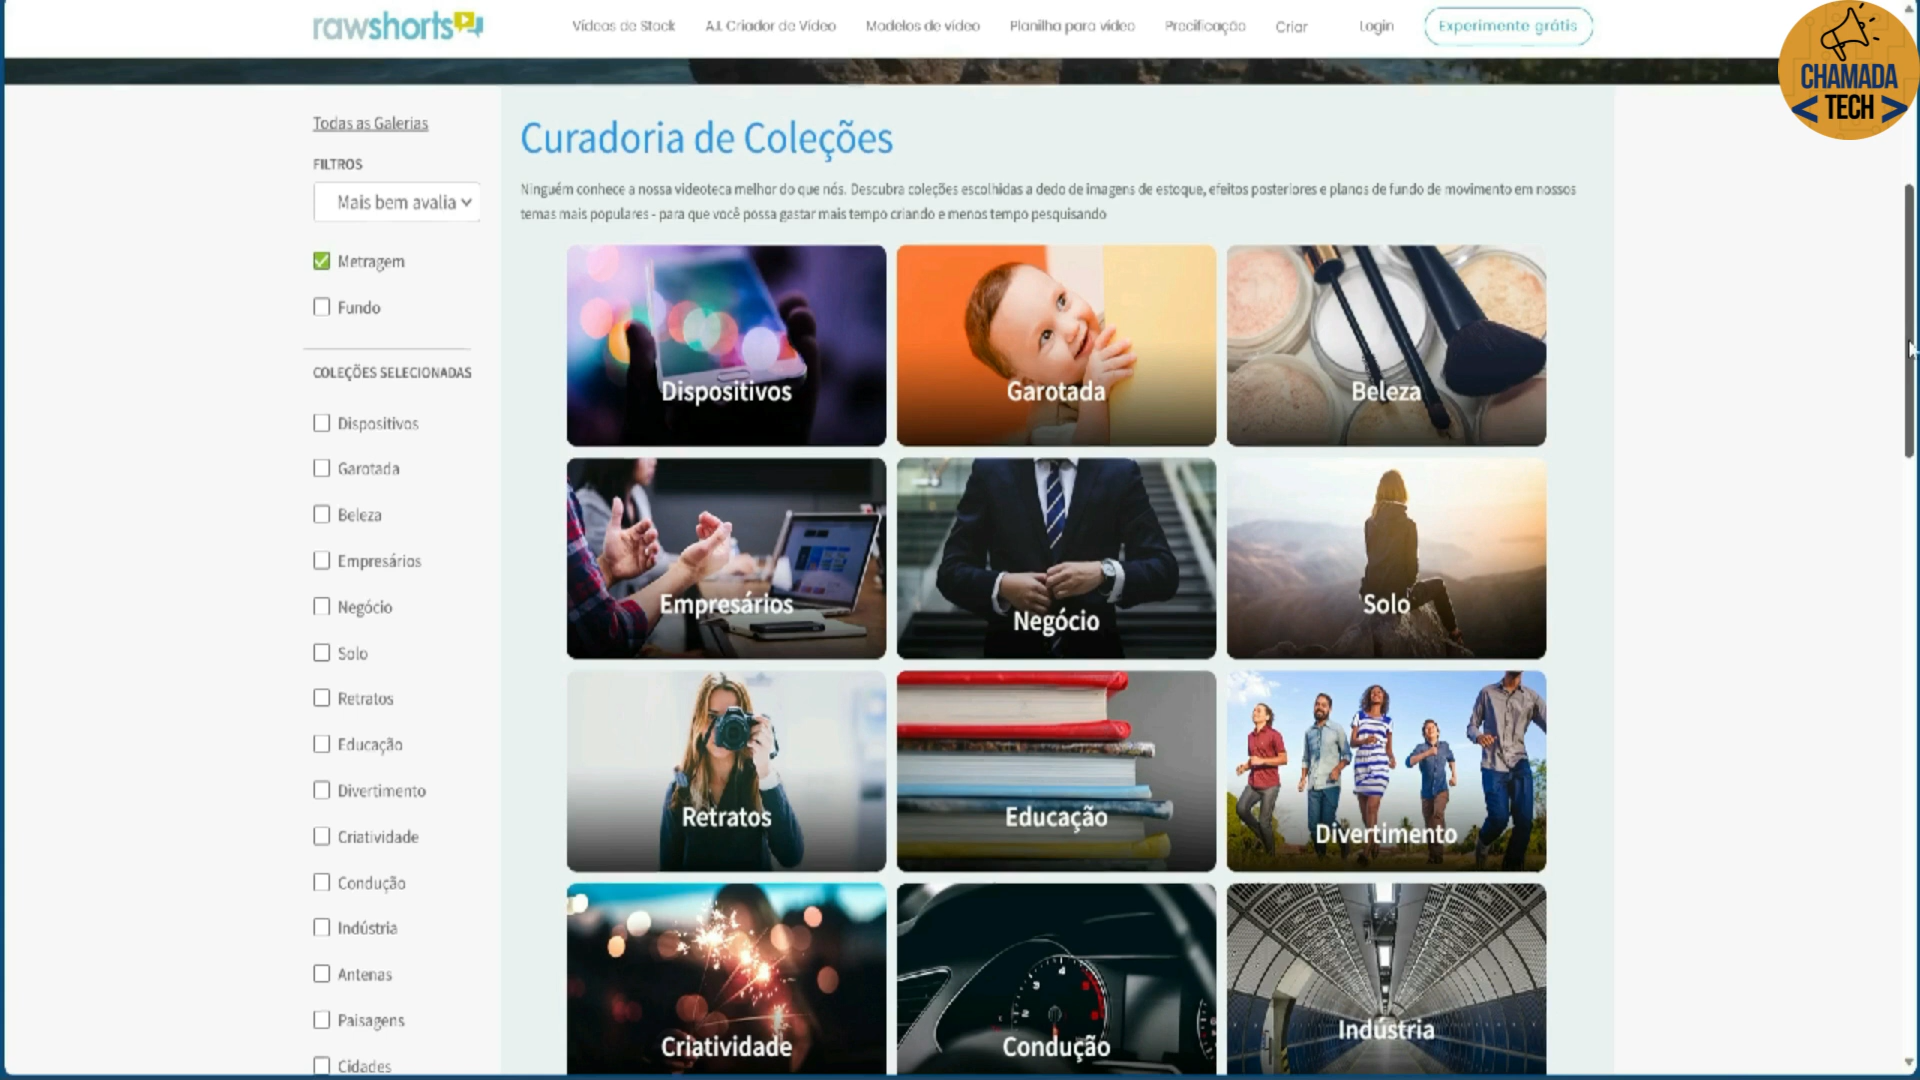 rawshorts
Vídeos de Stock
A.I. Criador de Vídeo
Modelos de vídeo
Planilha para vídeo
Precificação
Criar
Login
Experimente grátis
CHAMADA
< TECH >
Todas as Galerias
FILTROS
Mais bem avalia
Metragem
Fundo
COLEÇÕES SELECIONADAS
Dispositivos
Garotada
Beleza
Empresários
Negócio
Solo
Retratos
Educação
Divertimento
Criatividade
Condução
Indústria
Antenas
Paisagens
Cidades
Curadoria de Coleções
Ninguém conhece a nossa videoteca melhor do que nós. Descubra coleções escolhidas a dedo de imagens de estoque, efeitos posteriores e planos de fundo de movimento em nossos
temas mais populares - para que você possa gastar mais tempo criando e menos tempo pesquisando
Dispositivos
Garotada
Beleza
Empresários
Negócio
Solo
Retratos
Educação
Divertimento
Criatividade
Condução
Indústria